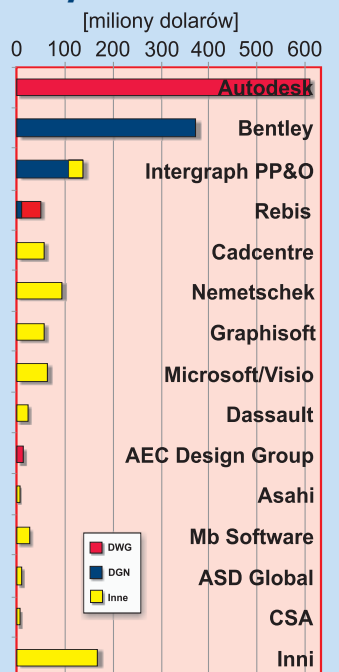 [miliony dolarów]
0 100 200 300 400 500 600
Autodesk
Bentley
Intergraph PP&O
Rebis
Cadcentre
Nemetschek
Graphisoft
Microsoft/Visio
Dassault
AEC Design Group
Asahi
Mb Software
ASD Global
CSA
Inni
DWG
DGN
Inne